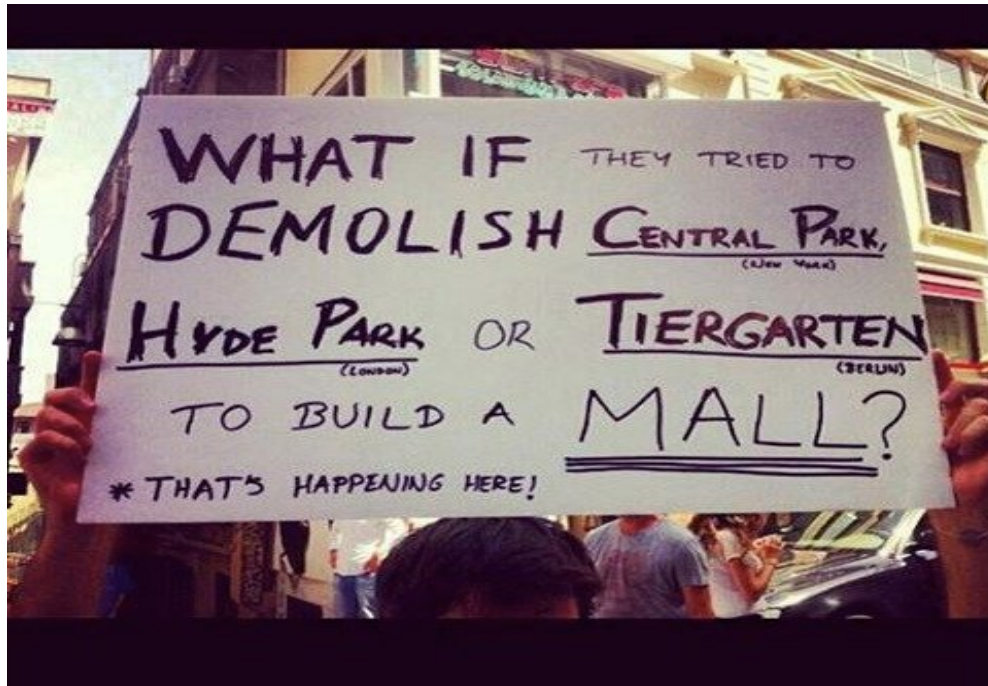 WHAT IF THEY TRIED TO
DEMOLISH CENTRAL PARK,
(NEW YORK)
HYDE PARK OR TIERGARTEN
(LONDON) (BERLIN)
TO BUILD A MALL?
* THAT'S HAPPENING HERE!